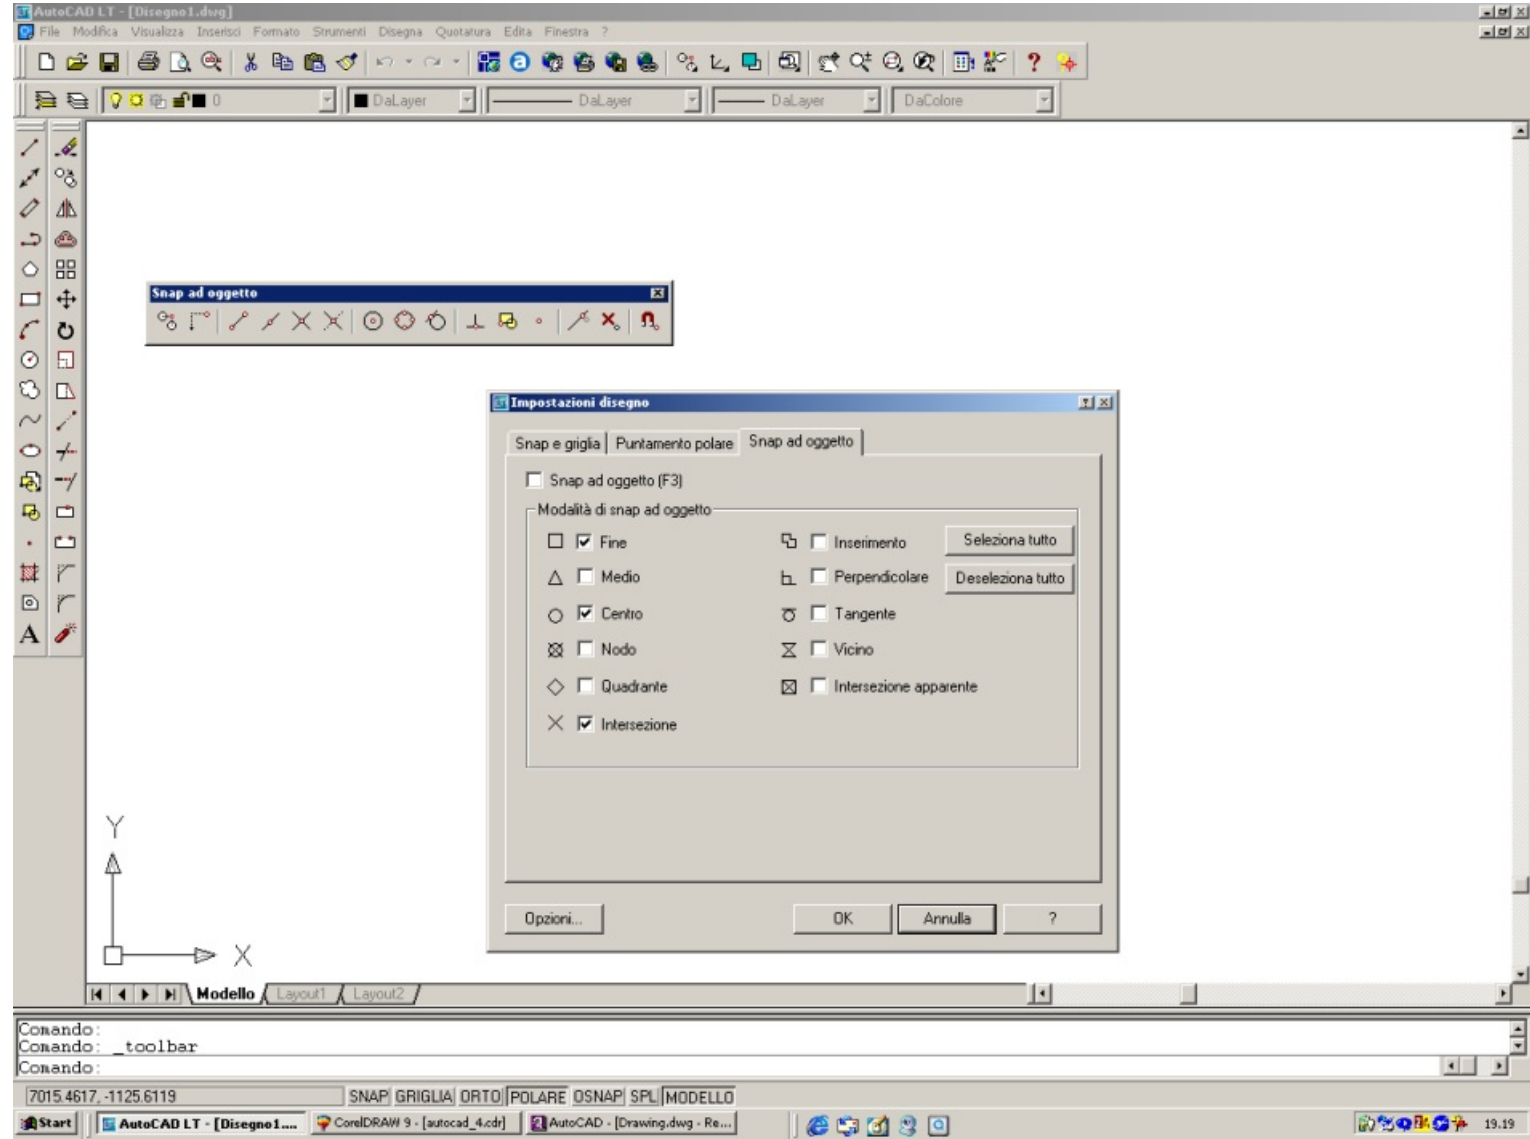 AutoCAD LT - [Disegno1.dwg]
File Modifica Visualizza Inserisci Formato Strumenti Disegna Quotatura Edita Finestra ?
0 DaLayer DaLayer DaLayer DaColore
A
Snap ad oggetto
Impostazioni disegno
Snap e griglia Puntamento polare Snap ad oggetto
Snap ad oggetto (F3)
Modalità di snap ad oggetto
Fine Inserimento Seleziona tutto
Medio Perpendicolare Deseleziona tutto
Centro Tangente
Nodo Vicino
Quadrante Intersezione apparente
Intersezione
Opzioni... OK Annulla ?
Y
X
Modello Layout1 Layout2
Comando:
Comando: _toolbar
Comando:
7015.4617, -1125.6119 SNAP GRIGLIA ORTO POLARE OSNAP SPL MODELLO
Start AutoCAD LT - [Disegno1.... CorelDRAW 9 - [autocad_4.cdr] AutoCAD - [Drawing.dwg - Re... 19.19